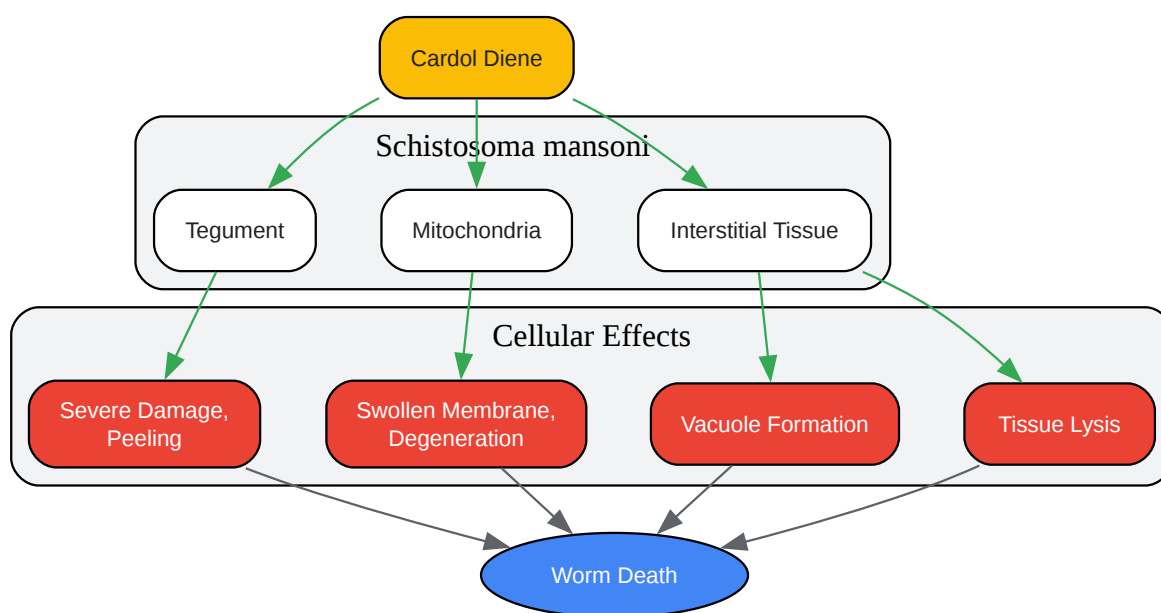 Cardol Diene
Schistosoma mansoni
Tegument
Mitochondria
Interstitial Tissue
Cellular Effects
Severe Damage,
Peeling
Swollen Membrane,
Degeneration
Vacuole Formation
Tissue Lysis
Worm Death